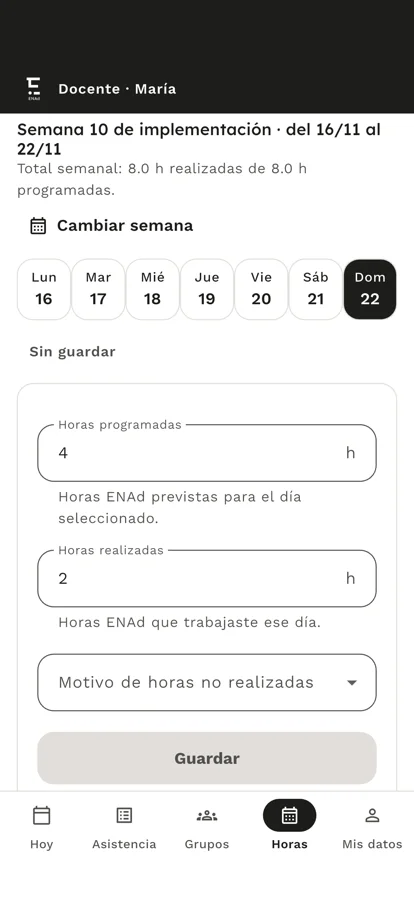 ENAd
Docente · María
Semana 10 de implementación · del 16/11 al
22/11
Total semanal: 8.0 h realizadas de 8.0 h
programadas.
Cambiar semana
Lun Mar Mié Jue Vie Sáb Dom
16 17 18 19 20 21 22
Sin guardar
Horas programadas
4 h
Horas ENAd previstas para el día
seleccionado.
Horas realizadas
2 h
Horas ENAd que trabajaste ese día.
Motivo de horas no realizadas
Guardar
Hoy Asistencia Grupos Horas Mis datos